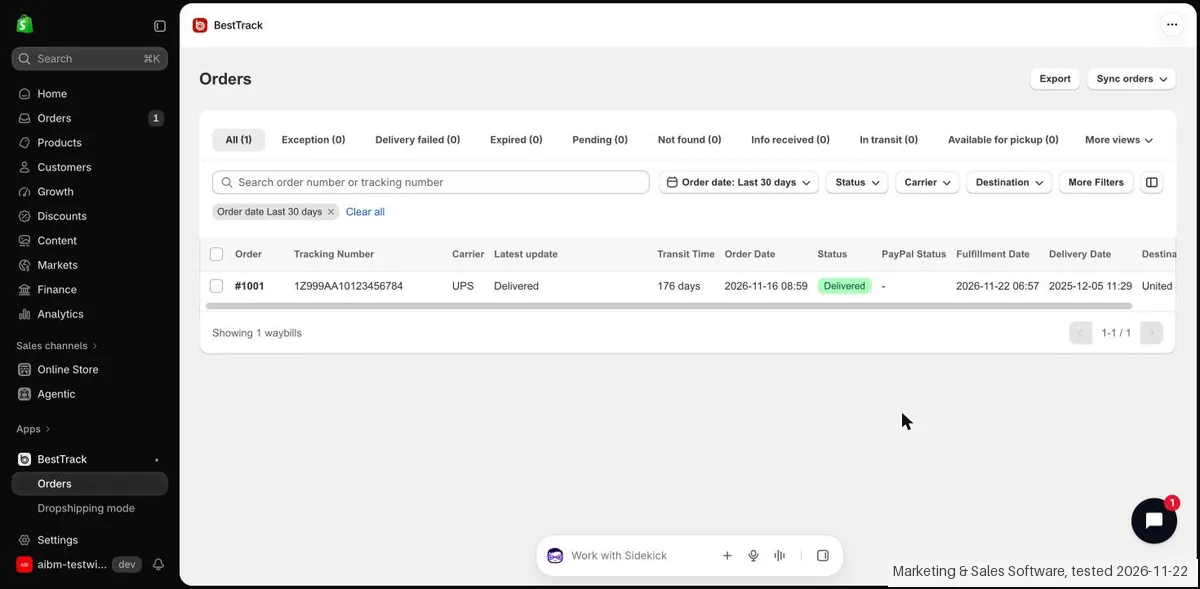 Search ⌘K
Home
Orders 1
Products
Customers
Growth
Discounts
Content
Markets
Finance
Analytics
Sales channels
Online Store
Agentic
Apps
BestTrack
Orders
Dropshipping mode
Settings
aibm-testwi... dev
BestTrack
Orders
Export Sync orders
All (1) Exception (0) Delivery failed (0) Expired (0) Pending (0) Not found (0) Info received (0) In transit (0) Available for pickup (0) More views
Search order number or tracking number Order date: Last 30 days Status Carrier Destination More Filters
Order date Last 30 days Clear all
Order Tracking Number Carrier Latest update Transit Time Order Date Status PayPal Status Fulfillment Date Delivery Date Destina
#1001 1Z999AA10123456784 UPS Delivered 176 days 2026-11-16 08:59 Delivered - 2026-11-22 06:57 2025-12-05 11:29 United
Showing 1 waybills 1-1 / 1
1
Work with Sidekick
Marketing & Sales Software, tested 2026-11-22